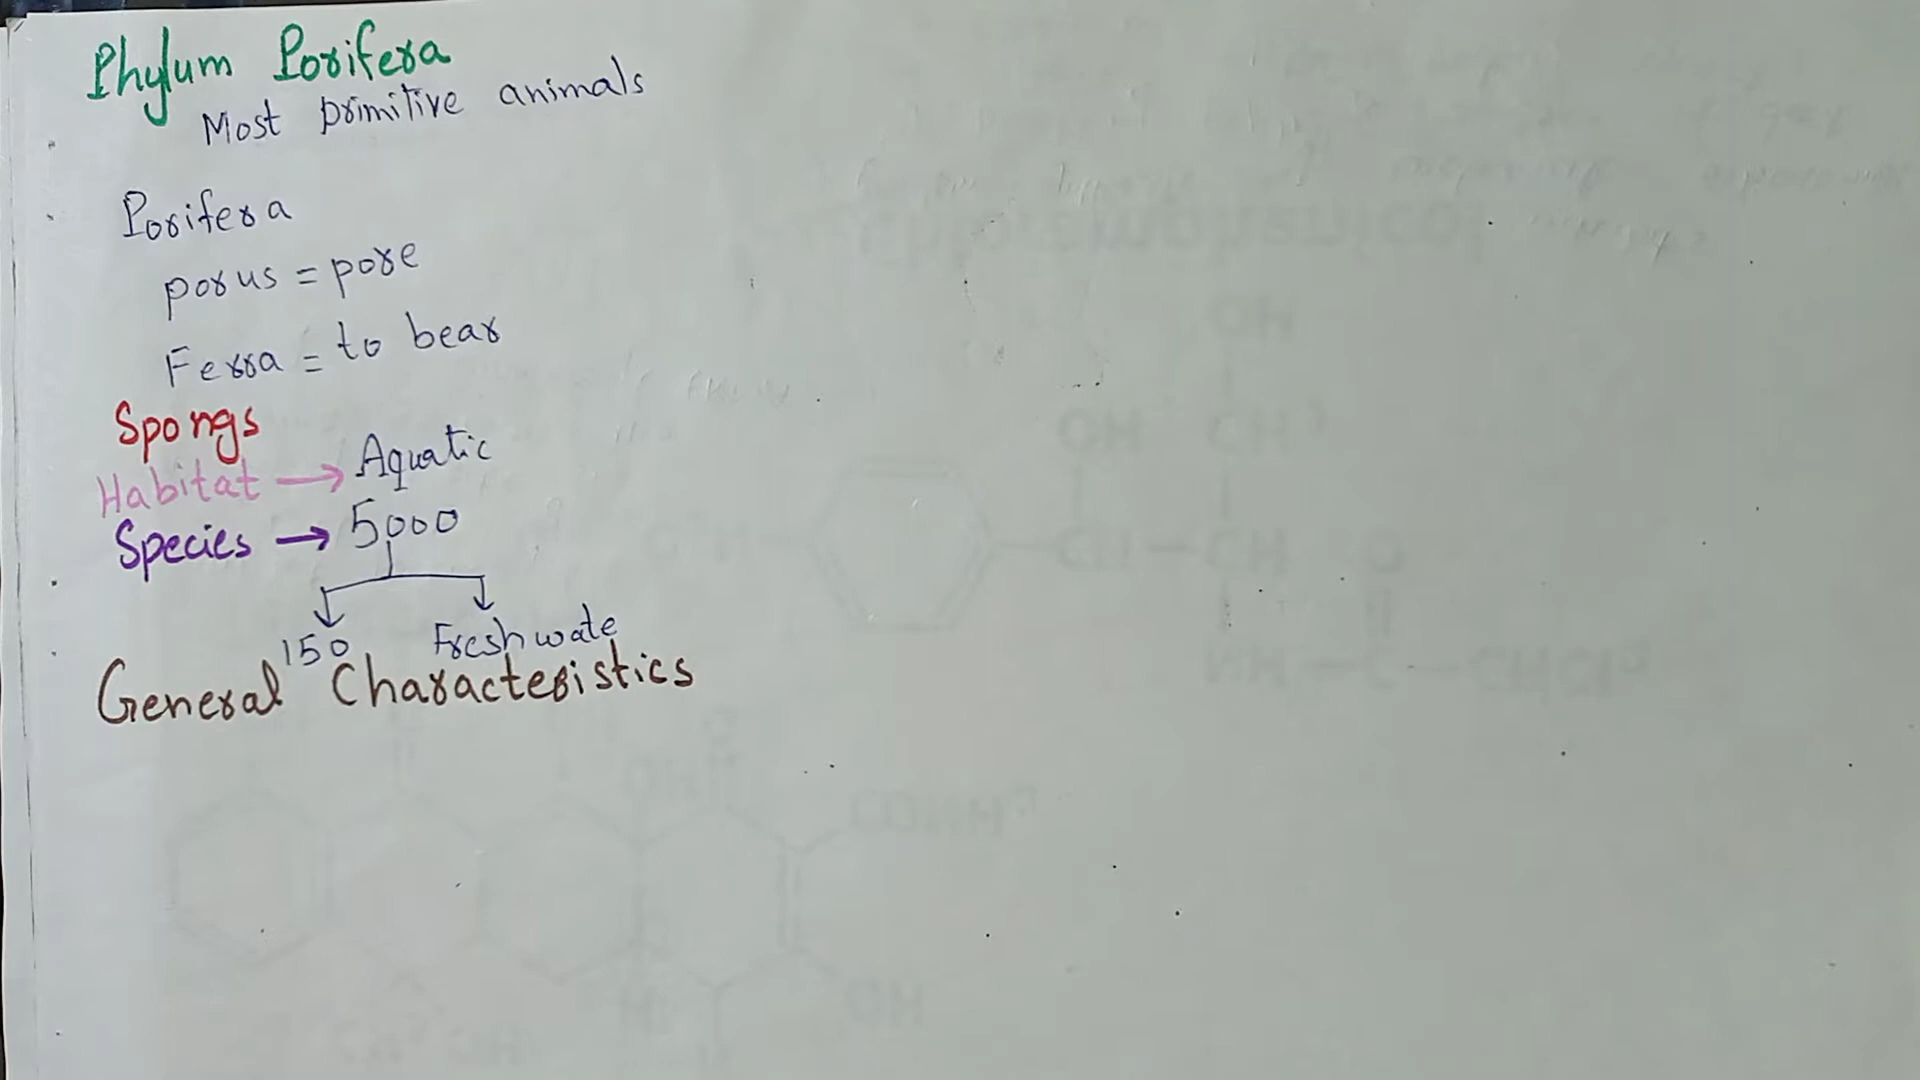 Phylum Porifera
Most primitive animals
Porifera
porus = pore
Ferra = to bear
Spongs
Habitat → Aquatic
Species → 5000
150 Freshwate
General Characteristics